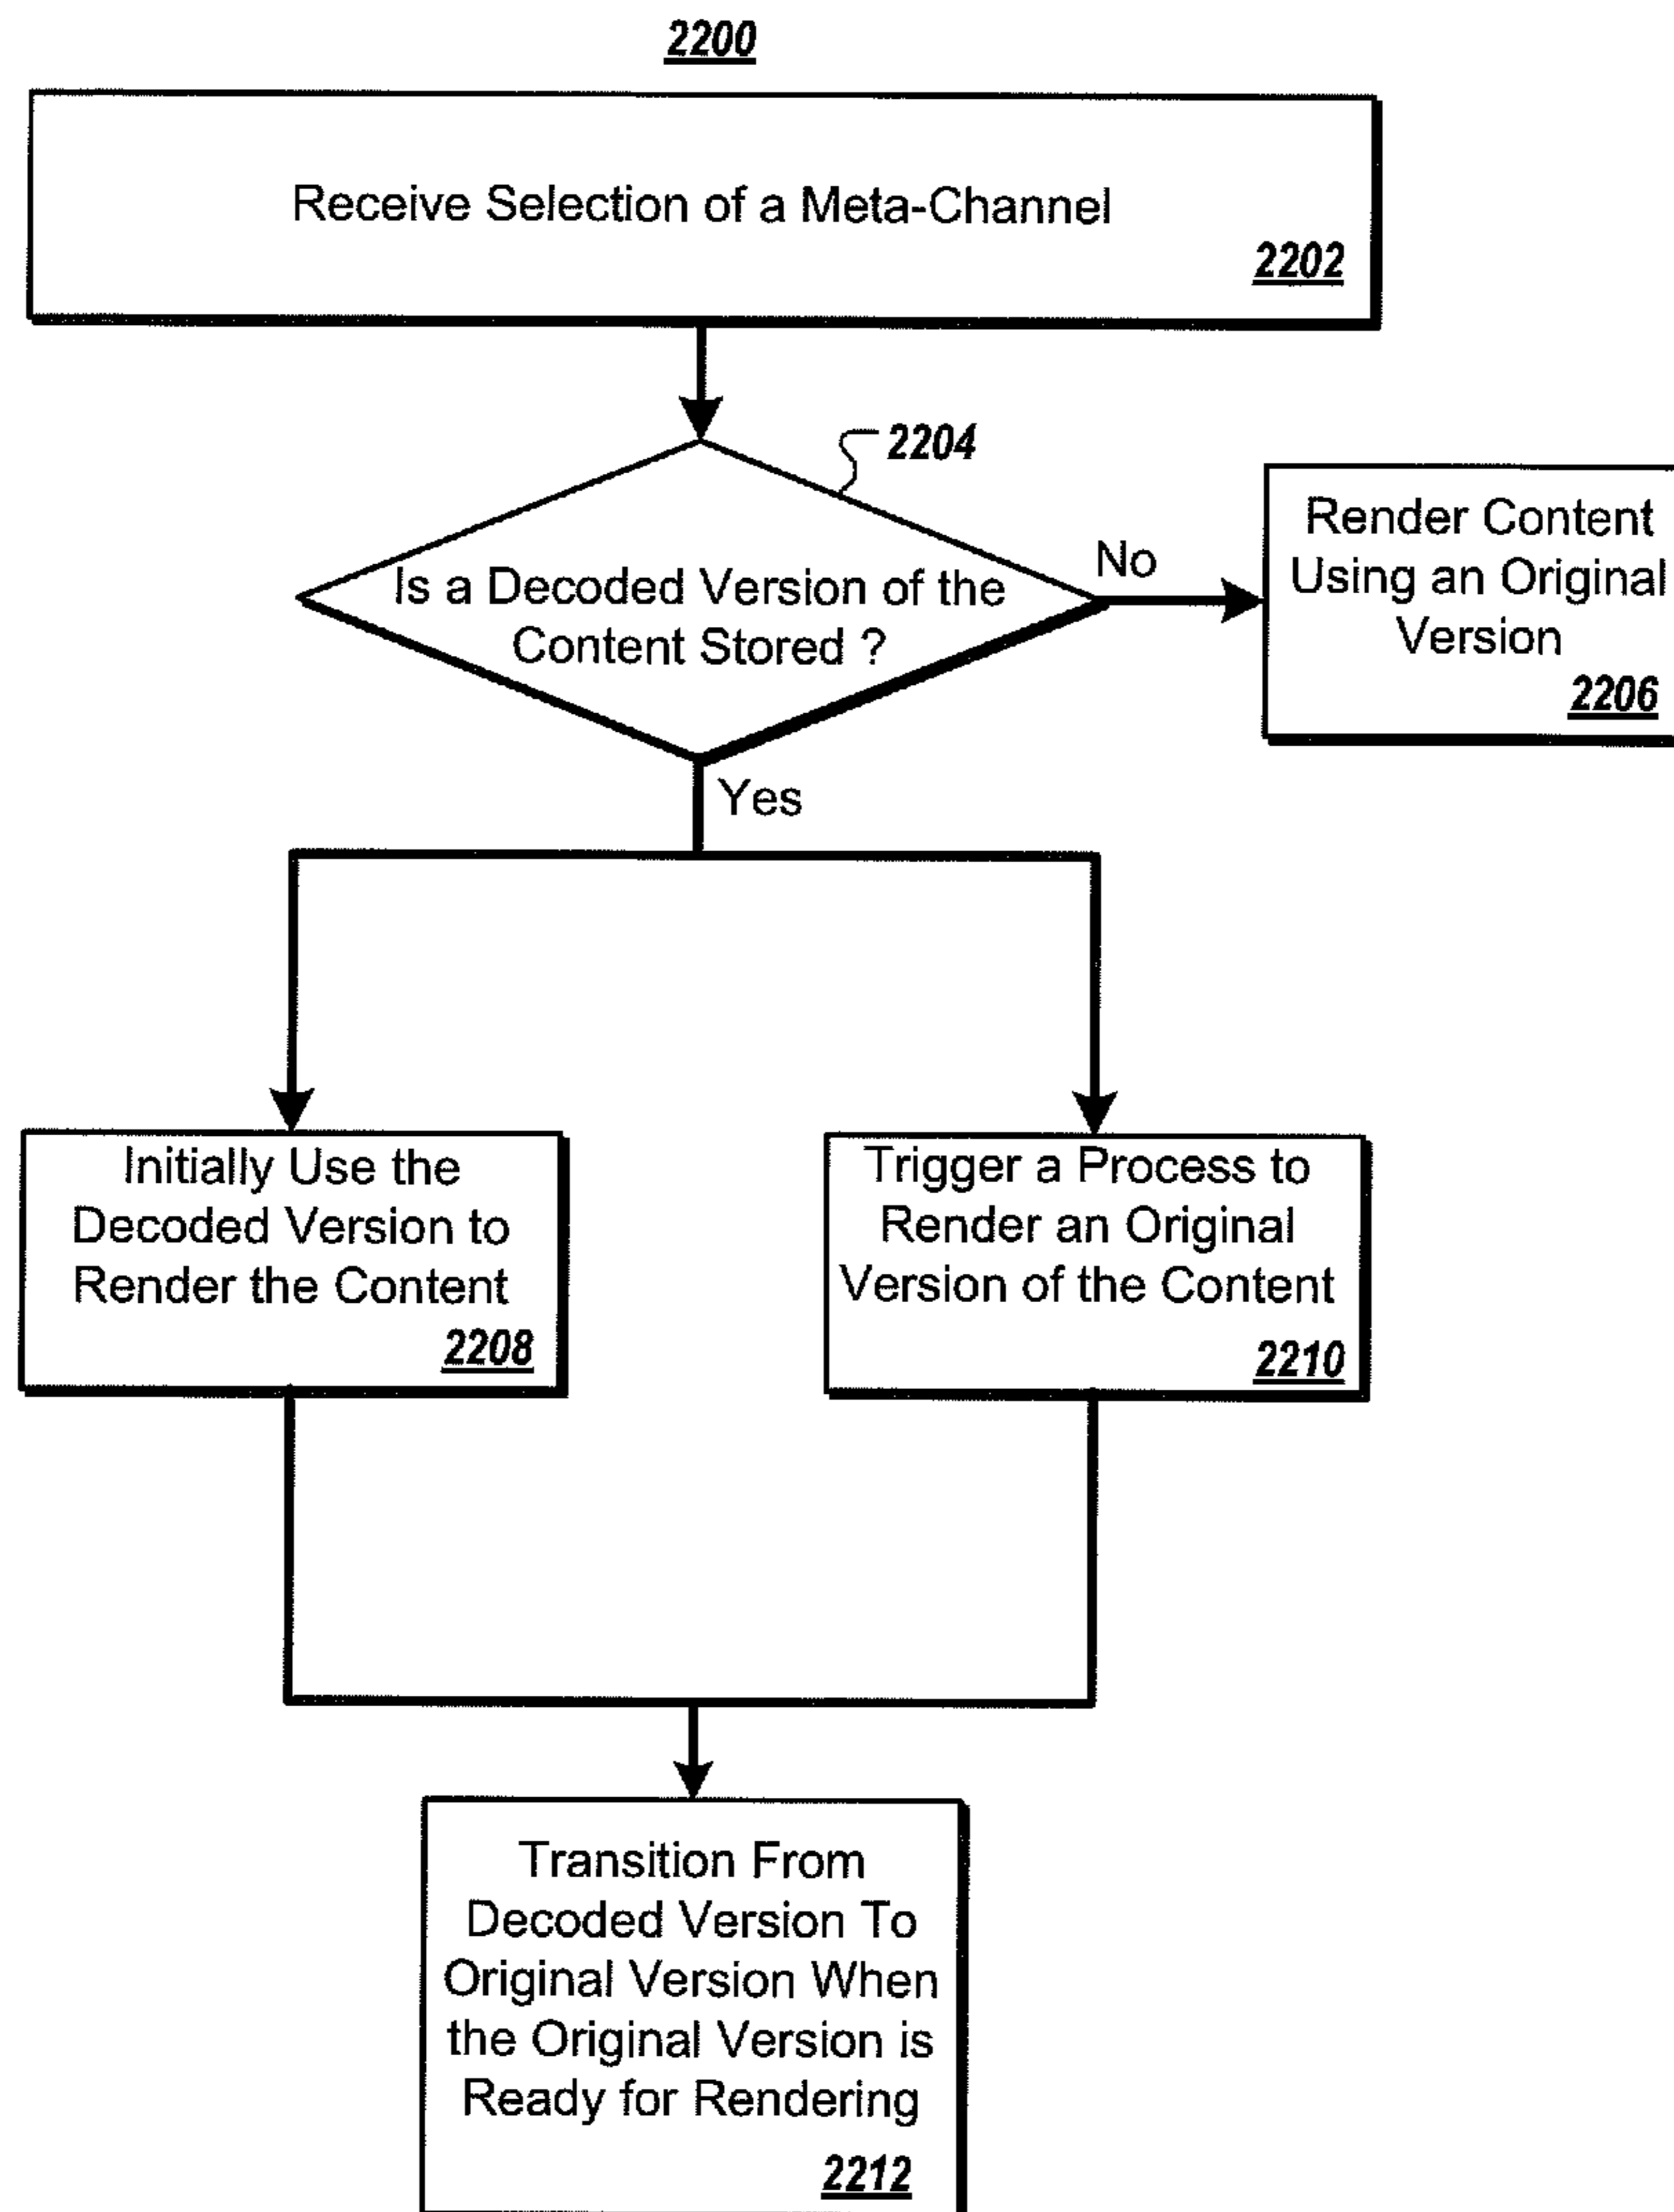 2200
Receive Selection of a Meta-Channel
2202
2204
Is a Decoded Version of the
Content Stored ?
No
Render Content
Using an Original
Version
2206
Yes
Initially Use the
Decoded Version to
Render the Content
2208
Trigger a Process to
Render an Original
Version of the Content
2210
Transition From
Decoded Version To
Original Version When
the Original Version is
Ready for Rendering
2212